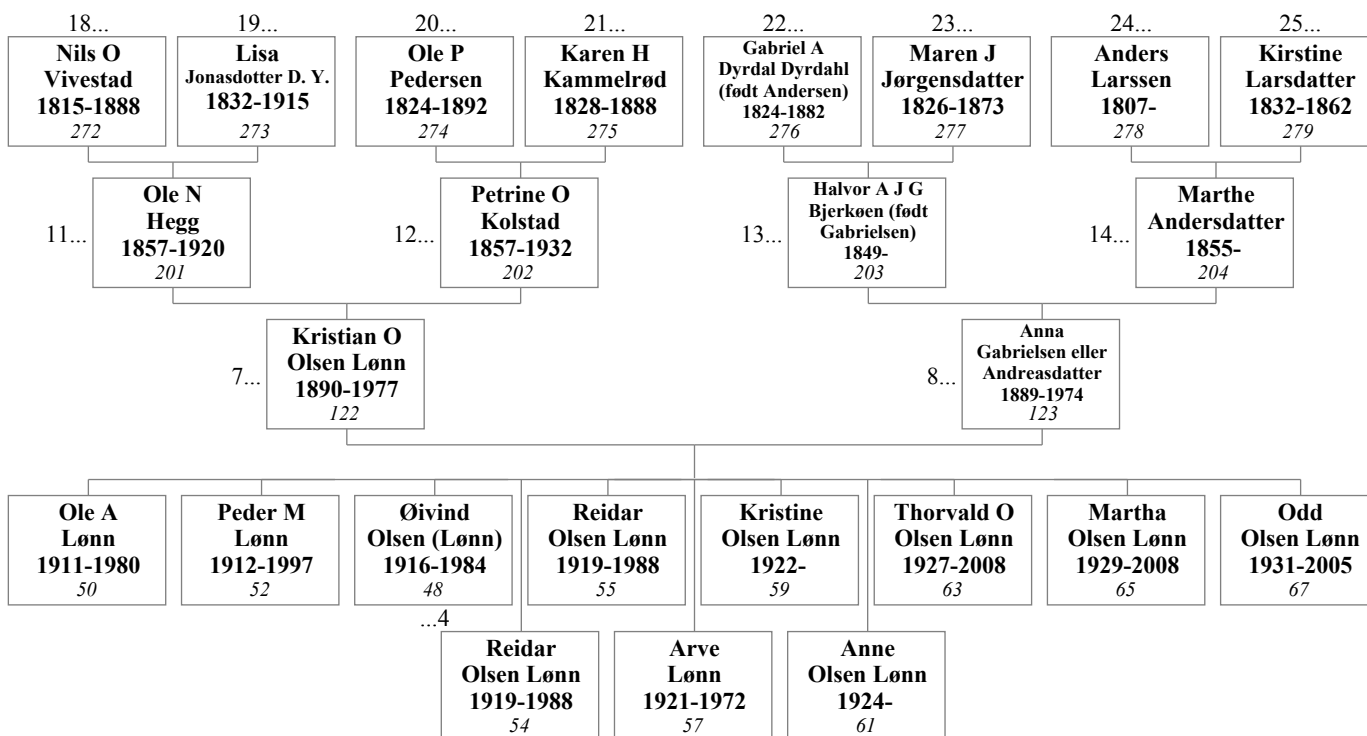 18...
19...
20...
21...
22...
23...
24...
25...
Nils O
Vivestad
1815-1888
272
Lisa
Jonasdotter D. Y.
1832-1915
273
Ole P
Pedersen
1824-1892
274
Karen H
Kammelrød
1828-1888
275
Gabriel A
Dyrdal Dyrdahl
(født Andersen)
1824-1882
276
Maren J
Jørgensdatter
1826-1873
277
Anders
Larssen
1807-
278
Kirstine
Larsdatter
1832-1862
279
11...
Ole N
Hegg
1857-1920
201
12...
Petrine O
Kolstad
1857-1932
202
13...
Halvor A J G
Bjerkøen (født
Gabrielsen)
1849-
203
14...
Marthe
Andersdatter
1855-
204
7...
Kristian O
Olsen Lønn
1890-1977
122
8...
Anna
Gabrielsen eller
Andreasdatter
1889-1974
123
Ole A
Lønn
1911-1980
50
Peder M
Lønn
1912-1997
52
Øivind
Olsen (Lønn)
1916-1984
48
...4
Reidar
Olsen Lønn
1919-1988
55
Kristine
Olsen Lønn
1922-
59
Thorvald O
Olsen Lønn
1927-2008
63
Martha
Olsen Lønn
1929-2008
65
Odd
Olsen Lønn
1931-2005
67
Reidar
Olsen Lønn
1919-1988
54
Arve
Lønn
1921-1972
57
Anne
Olsen Lønn
1924-
61